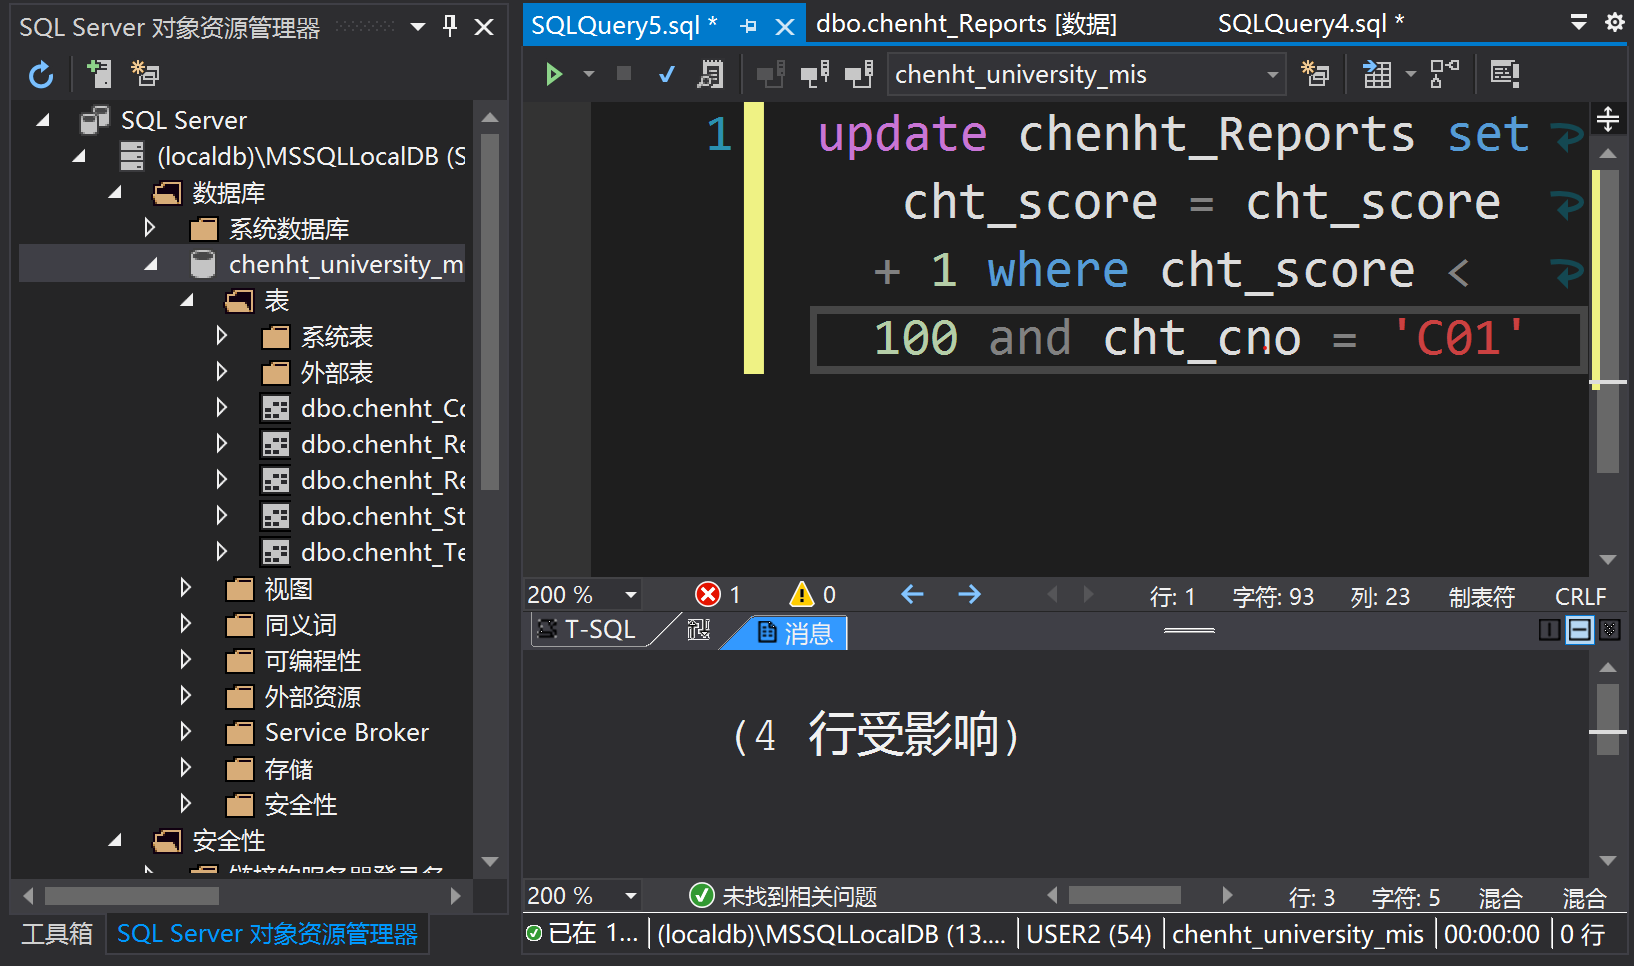 SQL Server 对象资源管理器
SQL Server
(localdb)\MSSQLLocalDB (S
数据库
系统数据库
chenht_university_m
表
系统表
外部表
dbo.chenht_Co
dbo.chenht_Re
dbo.chenht_Re
dbo.chenht_St
dbo.chenht_Te
视图
同义词
可编程性
外部资源
Service Broker
存储
安全性
安全性
工具箱 SQL Server 对象资源管理器
SQLQuery5.sql * dbo.chenht_Reports [数据] SQLQuery4.sql *
chenht_university_mis
1 update chenht_Reports set
cht_score = cht_score
+ 1 where cht_score <
100 and cht_cno = 'C01'
200 % 1 0 行: 1 字符: 93 列: 23 制表符 CRLF
T-SQL 消息
(4 行受影响)
200 % 未找到相关问题 行: 3 字符: 5 混合 混合
已在 1... (localdb)\MSSQLLocalDB (13.... USER2 (54) chenht_university_mis 00:00:00 0 行